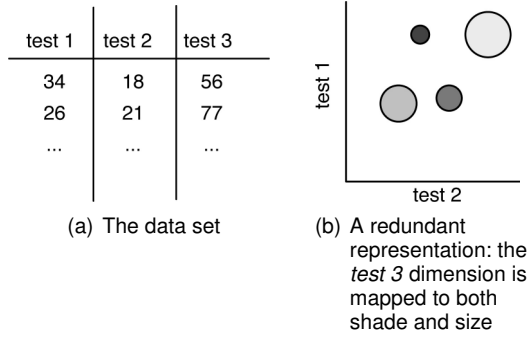 test 1 test 2 test 3
34 18 56
26 21 77
... ... ...
(a) The data set
test 1
test 2
(b) A redundant
representation: the
test 3 dimension is
mapped to both
shade and size